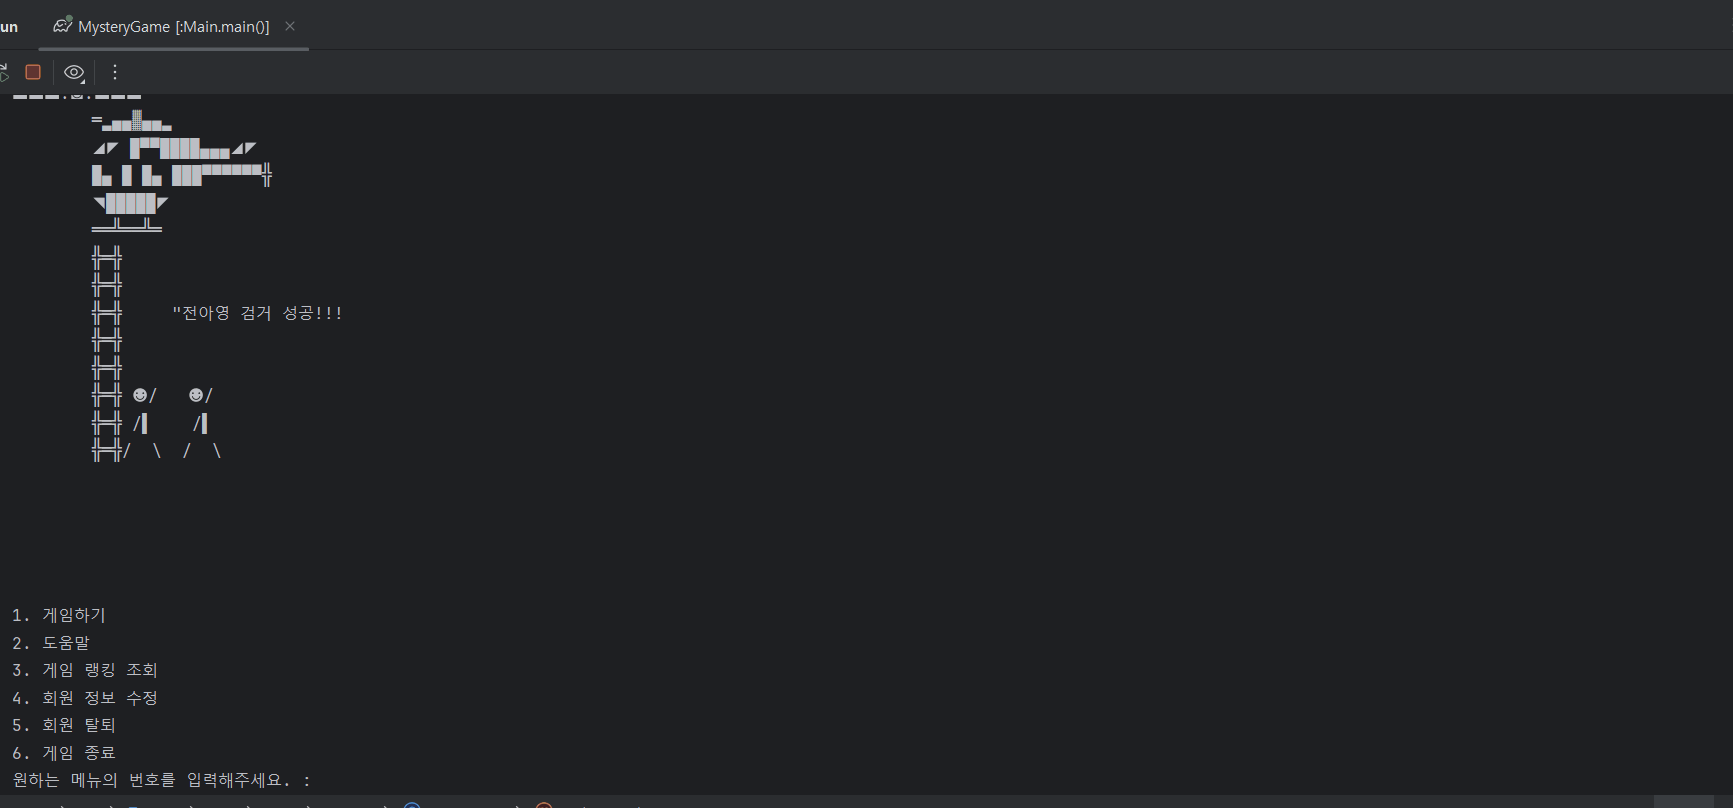 un MysteryGame [:Main.main()]
"전아영 검거 성공!!!
1. 게임하기
2. 도움말
3. 게임 랭킹 조회
4. 회원 정보 수정
5. 회원 탈퇴
6. 게임 종료
원하는 메뉴의 번호를 입력해주세요. :